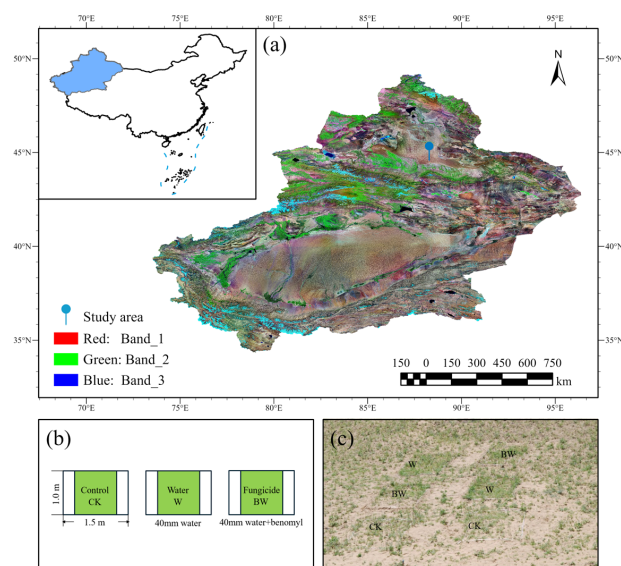 70°E 75°E 80°E 85°E 90°E 95°E
(a)
N
50°N 50°N
45°N 45°N
40°N 40°N
35°N 35°N
Study area
Red: Band_1
Green: Band_2
Blue: Band_3
150 0 150 300 450 600 750
km
70°E 75°E 80°E 85°E 90°E 95°E
(b)
1.0 m
Control
CK
Water
W
Fungicide
BW
1.5 m
40mm water
40mm water+benomyl
(c)
W BW
BW W
CK CK